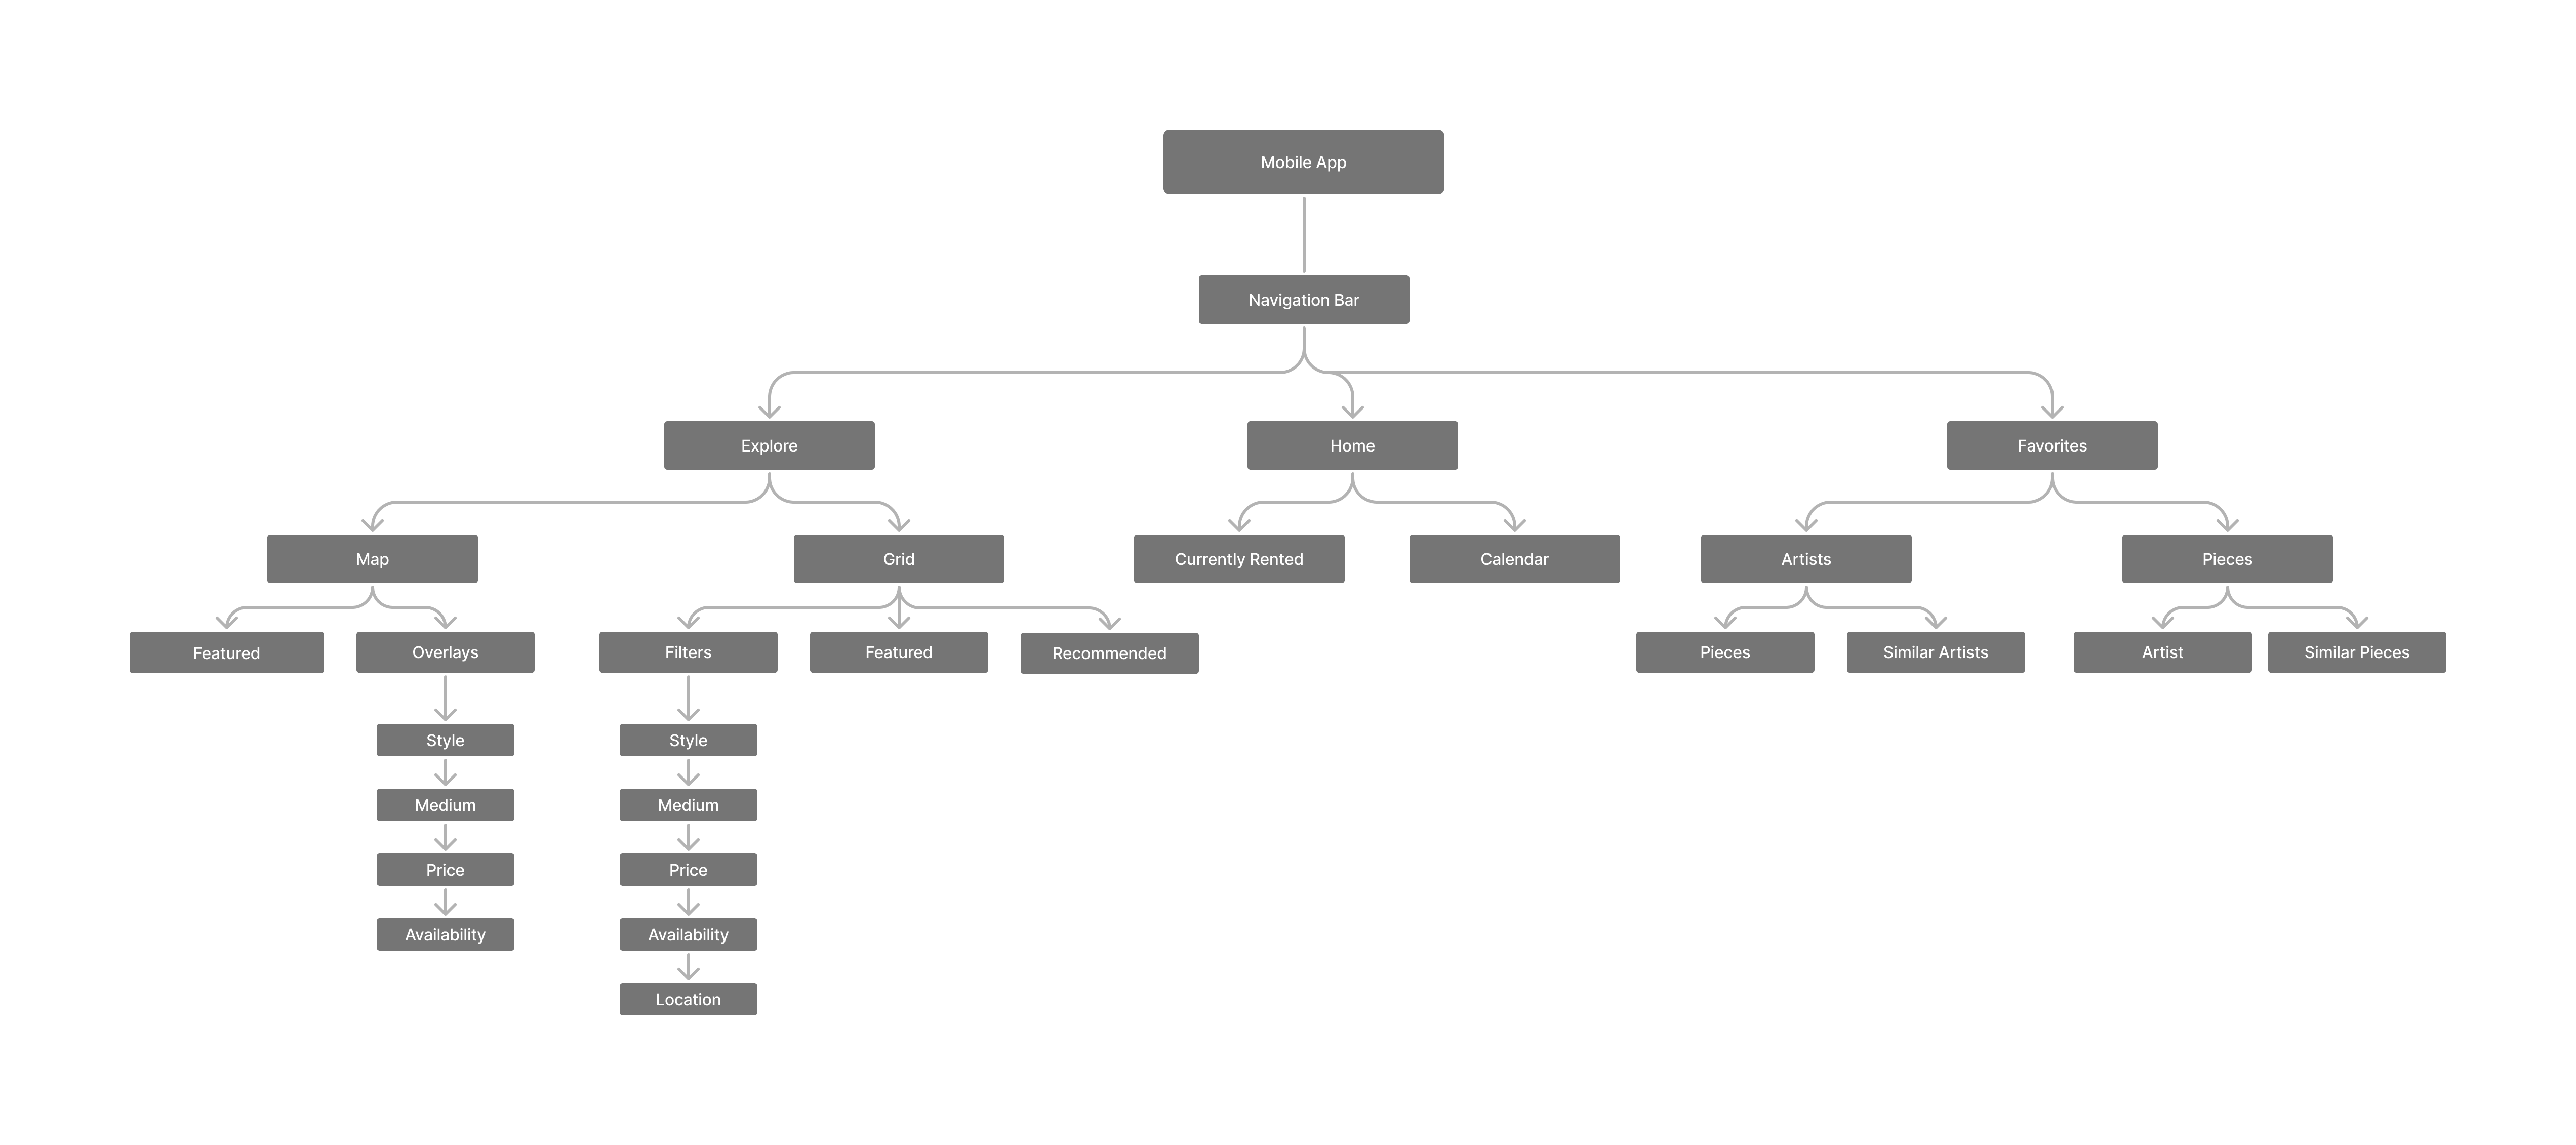 Mobile App
Navigation Bar
Explore
Home
Favorites
Map
Grid
Currently Rented
Calendar
Artists
Pieces
Featured
Overlays
Filters
Featured
Recommended
Pieces
Similar Artists
Artist
Similar Pieces
Style
Style
Medium
Medium
Price
Price
Availability
Availability
Location